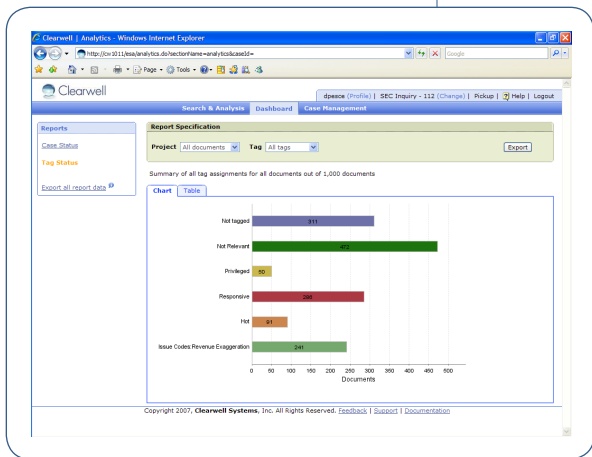 Clearwell | Analytics - Windows Internet Explorer
http://cw1011/esa/analytics.do?sectionName=analytics&caseId=
Google
Page
Tools
Clearwell
dpesce (Profile) | SEC Inquiry - 112 (Change) | Pickup | Help | Logout
Search & Analysis Dashboard Case Management
Reports
Case Status
Tag Status
Export all report data
Report Specification
Project All documents Tag All tags Export
Summary of all tag assignments for all documents out of 1,000 documents
Chart Table
Not tagged 311
Not Relevant 472
Privileged 50
Responsive
Hot 91
Issue Codes:Revenue Exaggeration 241
0 50 100 150 200 250 300 350 400 450 500
Documents
Copyright 2007, Clearwell Systems, Inc. All Rights Reserved. Feedback | Support | Documentation